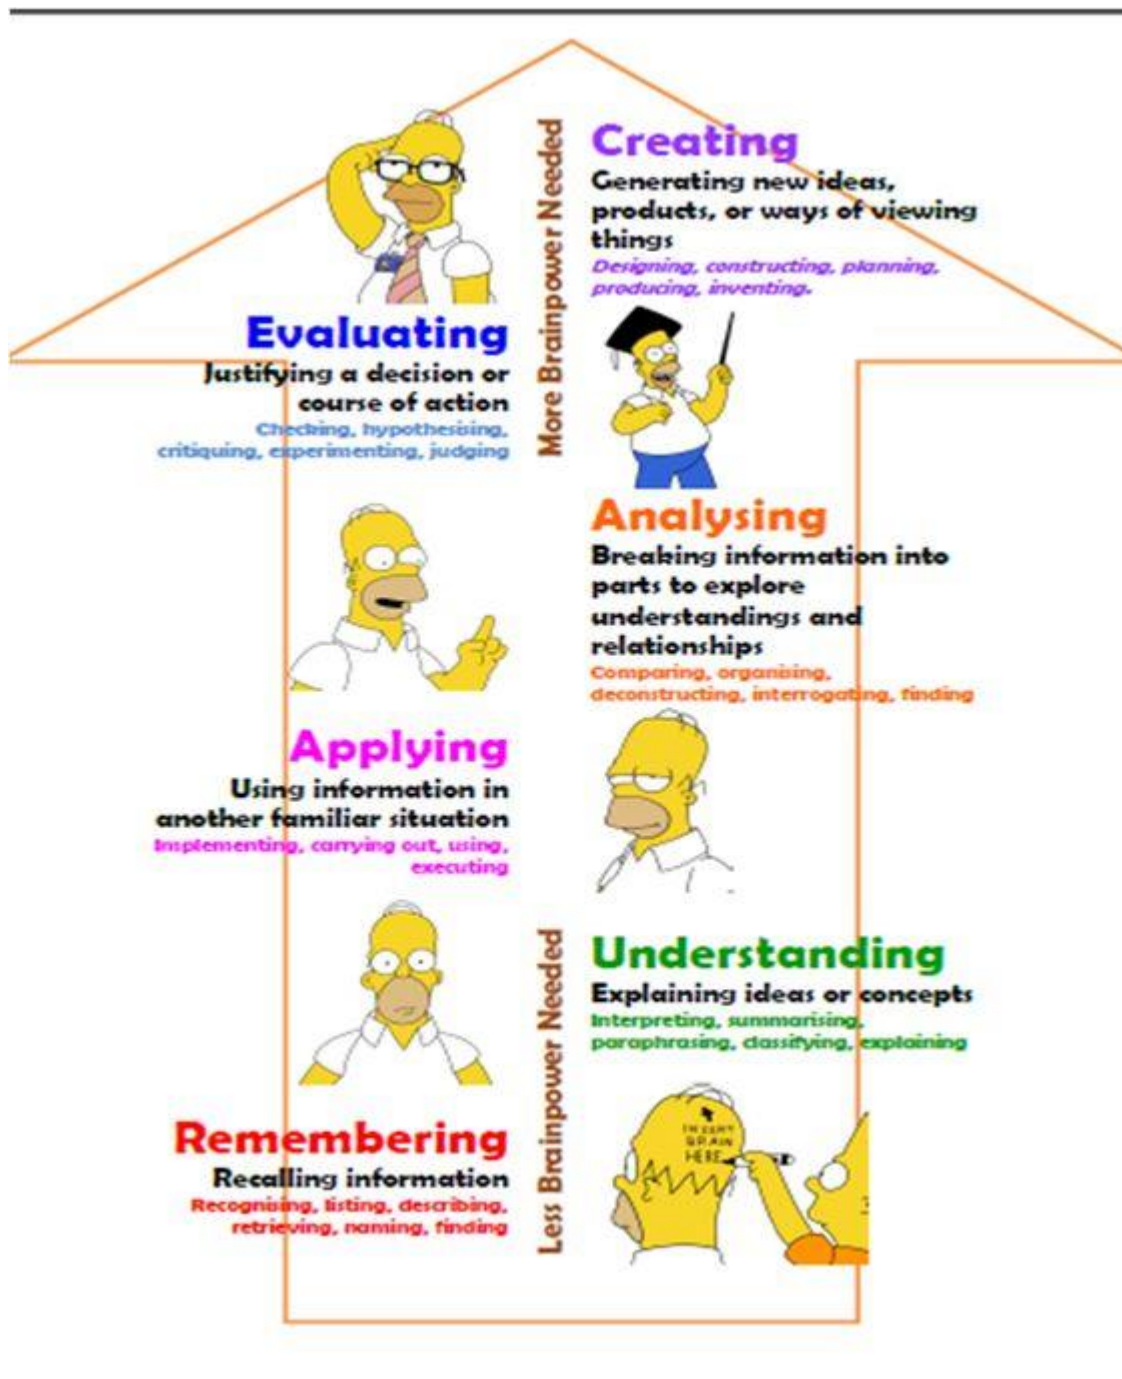 More Brainpower Needed
Creating
Generating new ideas,
products, or ways of viewing
things
Designing, constructing, planning,
producing, inventing.
Evaluating
Justifying a decision or
course of action
Checking, hypothesising,
critiquing, experimenting, judging
Analysing
Breaking information into
parts to explore
understandings and
relationships
Comparing, organising,
deconstructing, interrogating, finding
Applying
Using information in
another familiar situation
Implementing, carrying out, using,
executing
Less Brainpower Needed
Understanding
Explaining ideas or concepts
Interpreting, summarising,
paraphrasing, classifying, explaining
Remembering
Recalling information
Recognising, listing, describing,
retrieving, naming, finding
INSERT
BRAIN
HERE